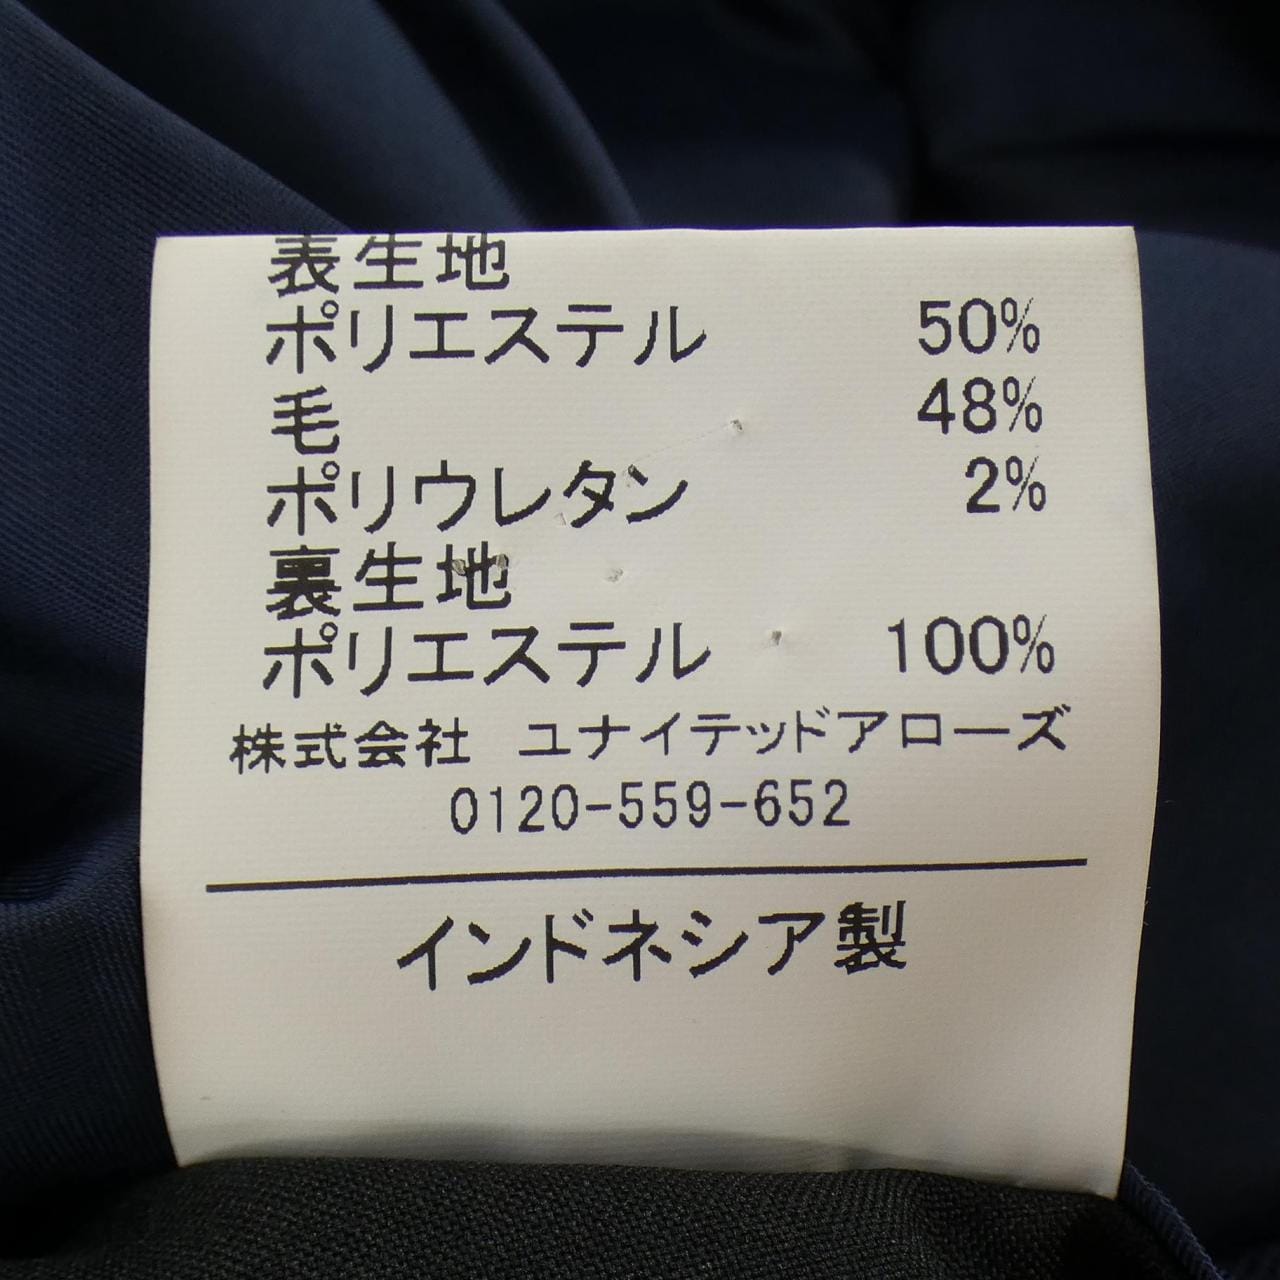 表生地
ポリエステル 50%
毛 48%
ポリウレタン 2%
裏生地
ポリエステル 100%
株式会社 ユナイテッドアローズ
0120-559-652
インドネシア製